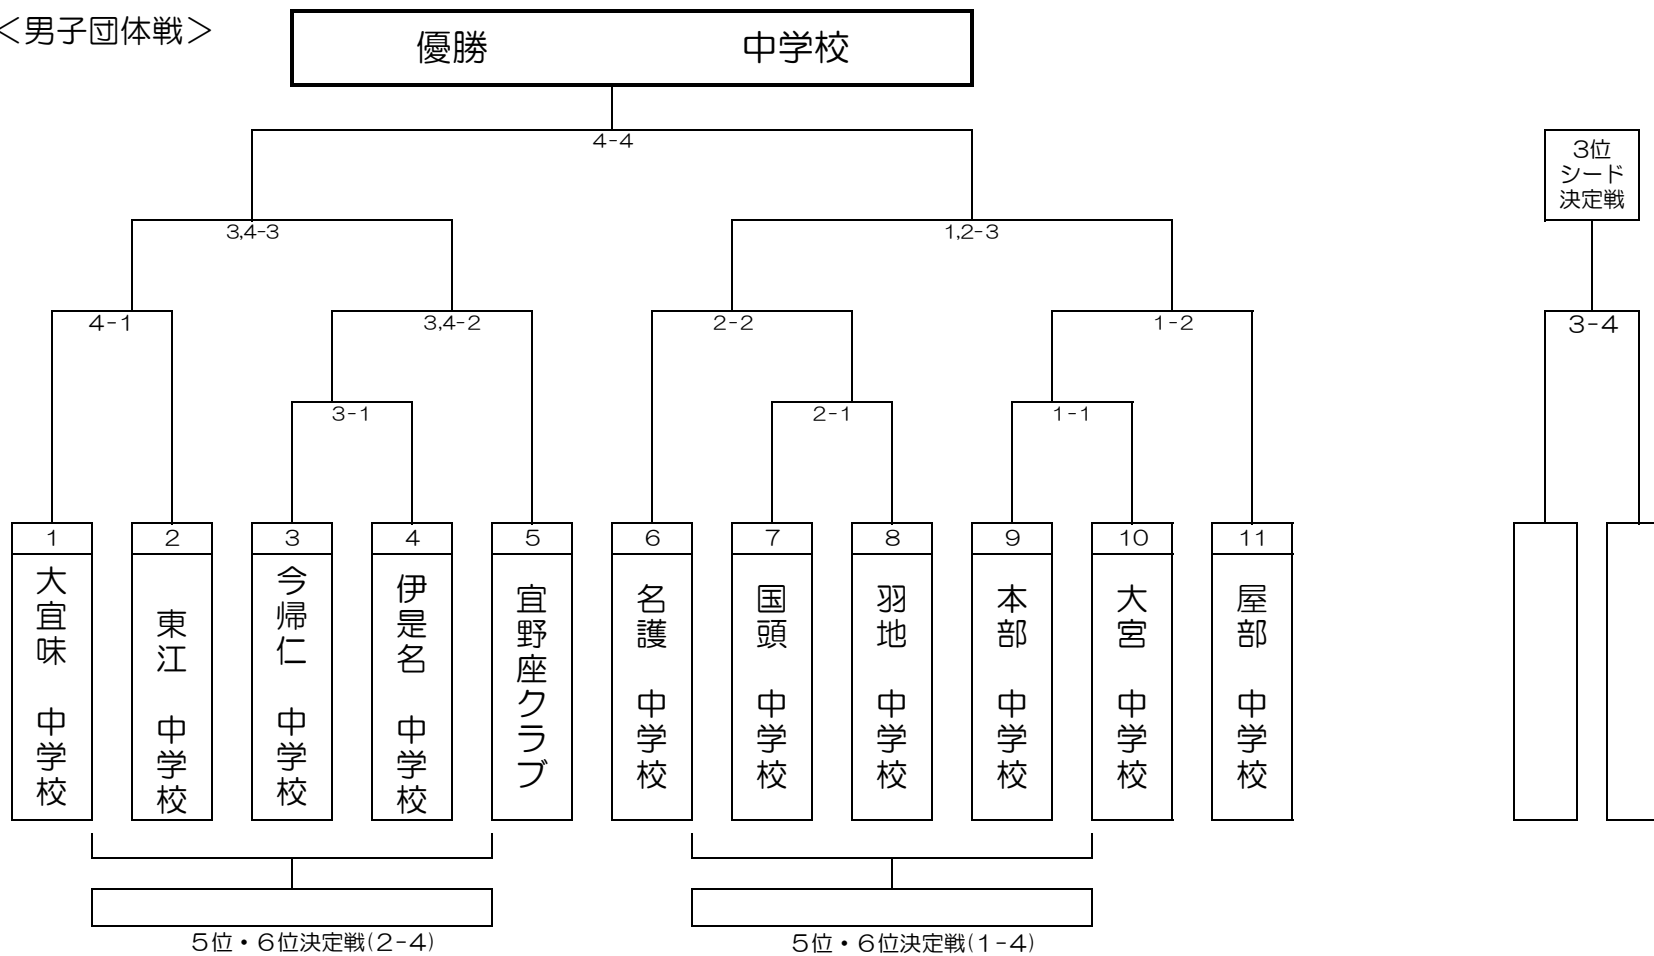 ＜男子団体戦＞
優勝　中学校
4-4
3位
シード
決定戦
3,4-3
1,2-3
4-1
3,4-2
2-2
1-2
3-4
3-1
2-1
1-1
1
2
3
4
5
6
7
8
9
10
11
大宜味　中学校
東江　中学校
今帰仁　中学校
伊是名　中学校
宜野座クラブ
名護　中学校
国頭　中学校
羽地　中学校
本部　中学校
大宮　中学校
屋部　中学校
5位・6位決定戦(2-4)
5位・6位決定戦(1-4)